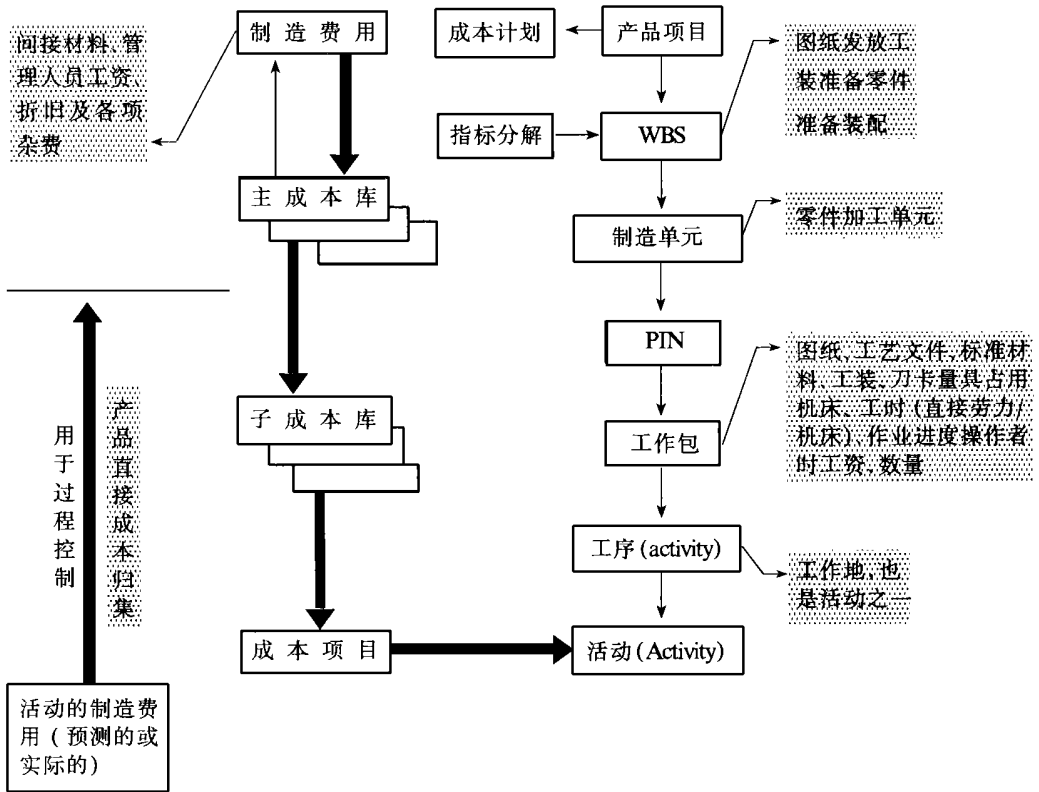 制造费用
间接材料、管
理人员工资、
折旧及各项
杂费
主成本库
子成本库
成本项目
用于过程控制
产品直接成本归集
活动的制造费
用(预测的或
实际的)
成本计划
产品项目
图纸发放工
装准备零件
准备装配
指标分解
WBS
制造单元
零件加工单元
PIN
图纸、工艺文件,标准材
料、工装、刀卡量具占用
机床、工时(直接劳力/
机床)、作业进度操作者
时工资,数量
工作包
工序(activity)
工作地,也
是活动之一
活动(Activity)